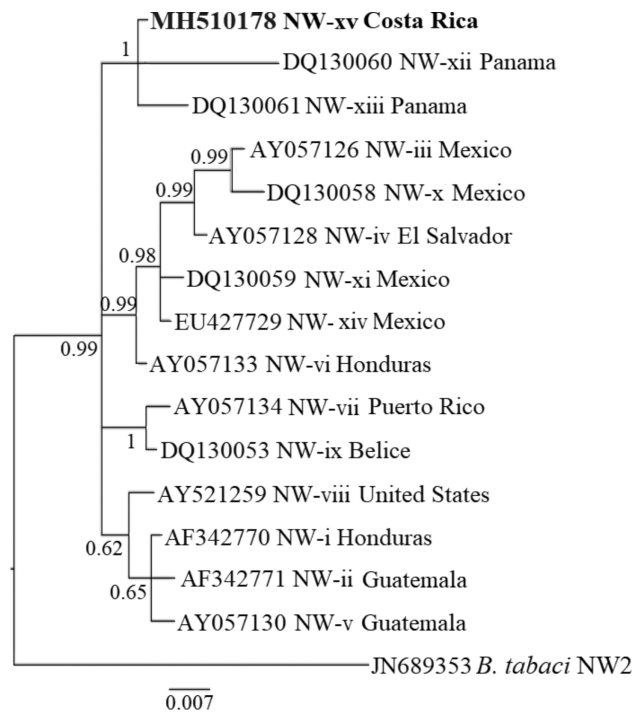 MH510178 NW-xv Costa Rica
1
DQ130060 NW-xii Panama
DQ130061 NW-xiii Panama
0.99
AY057126 NW-iii Mexico
0.99
DQ130058 NW-x Mexico
AY057128 NW-iv El Salvador
0.98
DQ130059 NW-xi Mexico
0.99
EU427729 NW- xiv Mexico
0.99
AY057133 NW-vi Honduras
AY057134 NW-vii Puerto Rico
1
DQ130053 NW-ix Belice
AY521259 NW-viii United States
0.62
AF342770 NW-i Honduras
AF342771 NW-ii Guatemala
0.65
AY057130 NW-v Guatemala
JN689353 B. tabaci NW2
0.007